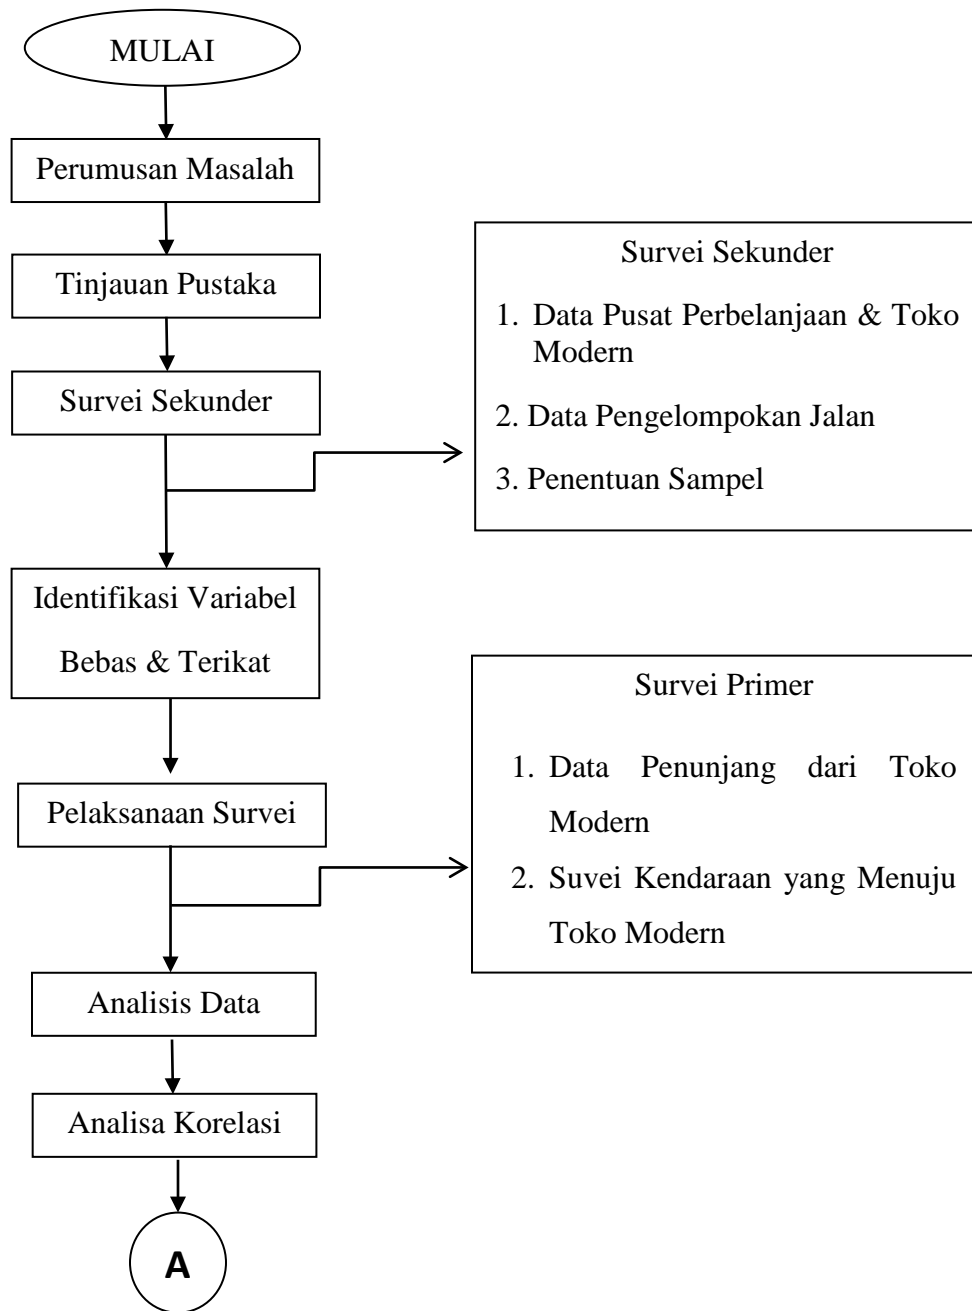 MULAI
Perumusan Masalah
Tinjauan Pustaka
Survei Sekunder
Survei Sekunder
1. Data Pusat Perbelanjaan & Toko
Modern
2. Data Pengelompokan Jalan
3. Penentuan Sampel
Identifikasi Variabel
Bebas & Terikat
Pelaksanaan Survei
Survei Primer
1. Data Penunjang dari Toko
Modern
2. Suvei Kendaraan yang Menuju
Toko Modern
Analisis Data
Analisa Korelasi
A